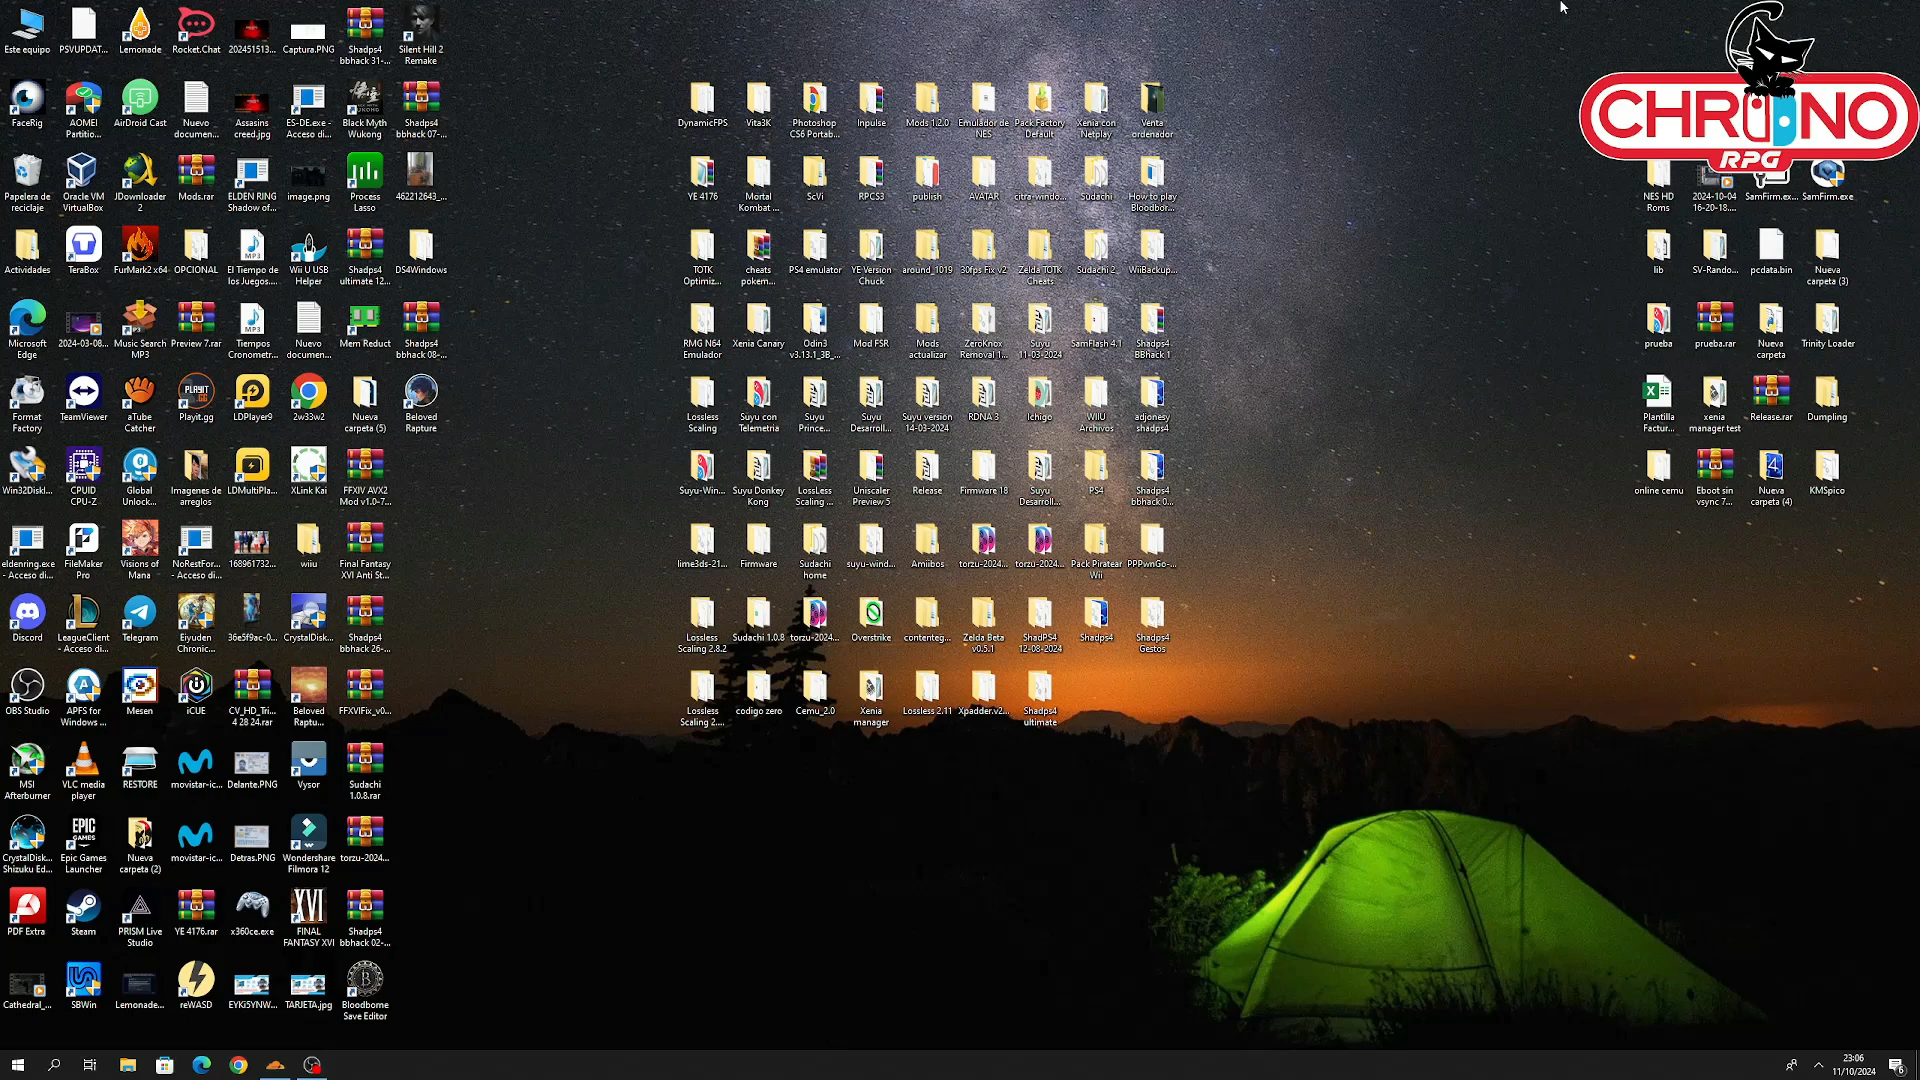 Este equipo
PSVUPDAT...
Lemonade
Rocket.Chat
202451513...
Captura.PNG
Shadps4
bbhack 31-...
Silent Hill 2
Remake
FaceRig
AOMEI
Partitio...
AirDroid Cast
Nuevo
documen...
Assasins
creed.jpg
ES-DE.exe -
Acceso di...
Black Myth
Wukong
Shadps4
bbhack 07-...
Papelera de
reciclaje
Oracle VM
VirtualBox
JDownloader
2
Mods.rar
ELDEN RING
Shadow of...
image.png
Process
Lasso
462212643_...
Actividades
TeraBox
FurMark2 x64
OPCIONAL
El Tiempo de
los Juegos...
Wii U USB
Helper
Shadps4
ultimate 12...
DS4Windows
Microsoft
Edge
2024-03-08...
Music Search
MP3
Preview 7.rar
Tiempos
Cronometr...
Nuevo
documen...
Mem Reduct
Shadps4
bbhack 08-...
Format
Factory
TeamViewer
aTube
Catcher
Playit.gg
LDPlayer9
2w33w2
Nueva
carpeta (5)
Beloved
Rapture
Win32Diskl...
CPUID
CPU-Z
Global
Unlock...
Imagenes de
arreglos
LDMultiPla...
XLink Kai
FFXIV AVX2
Mod v1.0-7...
eldenring.exe
- Acceso di...
FileMaker
Pro
Visions of
Mana
NoRestFor...
- Acceso di...
168961732...
wiiu
Final Fantasy
XVI Anti St...
Discord
LeagueClient
- Acceso di...
Telegram
Eiyuden
Chronic...
36e5f9ac-0...
CrystalDisk...
Shadps4
bbhack 26-...
OBS Studio
APFS for
Windows ...
Mesen
iCUE
CV_HD_Tri...
4 28 24.rar
Beloved
Raptu...
FFXVIFix_v0...
MSI
Afterburner
VLC media
player
RESTORE
movistar-ic...
Delante.PNG
Vysor
Sudachi
1.0.8.rar
CrystalDisk...
Shizuku Ed...
Epic Games
Launcher
Nueva
carpeta (2)
movistar-ic...
Detras.PNG
Wondershare
Filmora 12
torzu-2024...
PDF Extra
Steam
PRISM Live
Studio
YE 4176.rar
x360ce.exe
FINAL
FANTASY XVI
Shadps4
bbhack 02-...
Cathedral_...
SBWin
Lemonade...
reWASD
EYKi5YNW...
TARJETA.jpg
Bloodborne
Save Editor
DynamicFPS
Vita3K
Photoshop
CS6 Portab...
Inpulse
Mods 1.2.0
Emulador de
NES
Pack Factory
Default
Xenia con
Netplay
Venta
ordenador
YE 4176
Mortal
Kombat ...
ScVi
RPCS3
publish
AVATAR
citra-windo...
Sudachi
How to play
Bloodbor...
TOTK
Optimiz...
cheats
pokem...
PS4 emulator
YE Version
Chuck
around_1019
30fps Fix v2
Zelda TOTK
Cheats
Sudachi 2
WiiBackup...
RMG N64
Emulador
Xenia Canary
Odin3
v3.13.1_3B_...
Mod FSR
Mods
actualizar
ZeroKnox
Removal 1...
Suyu
11-03-2024
SamFlash 4.1
Shadps4
BBhack 1
Lossless
Scaling
Suyu con
Telemetria
Suyu
Prince...
Suyu
Desarroll...
Suyu version
14-03-2024
RDNA 3
Ichigo
WIIU
Archivos
adjonesy
shadps4
Suyu-Win...
Suyu Donkey
Kong
LossLess
Scaling ...
Uniscaler
Preview 5
Release
Firmware 18
Suyu
Desarroll...
PS4
Shadps4
bbhack 0...
lime3ds-21...
Firmware
Sudachi
home
suyu-wind...
Amiibos
torzu-2024...
torzu-2024...
Pack Piratear
Wii
PPPwnGo-...
Lossless
Scaling 2.8.2
Sudachi 1.0.8
torzu-2024...
Overstrike
contenteg...
Zelda Beta
v0.5.1
ShadPS4
12-08-2024
Shadps4
Shadps4
Gestos
Lossless
Scaling 2....
codigo zero
Cemu_2.0
Xenia
manager
Lossless 2.11
Xpadder.v2...
Shadps4
ultimate
CHRONO
RPG
NES HD
Roms
2024-10-04
16-20-18....
SamFirm.ex...
SamFirm.exe
lib
SV-Rando...
pcdata.bin
Nueva
carpeta (3)
prueba
prueba.rar
Nueva
carpeta
Trinity Loader
Plantilla
Factur...
xenia
manager test
Release.rar
Dumpling
online cemu
Eboot sin
vsync 7...
Nueva
carpeta (4)
KMSpico
23:06
11/10/2024
6